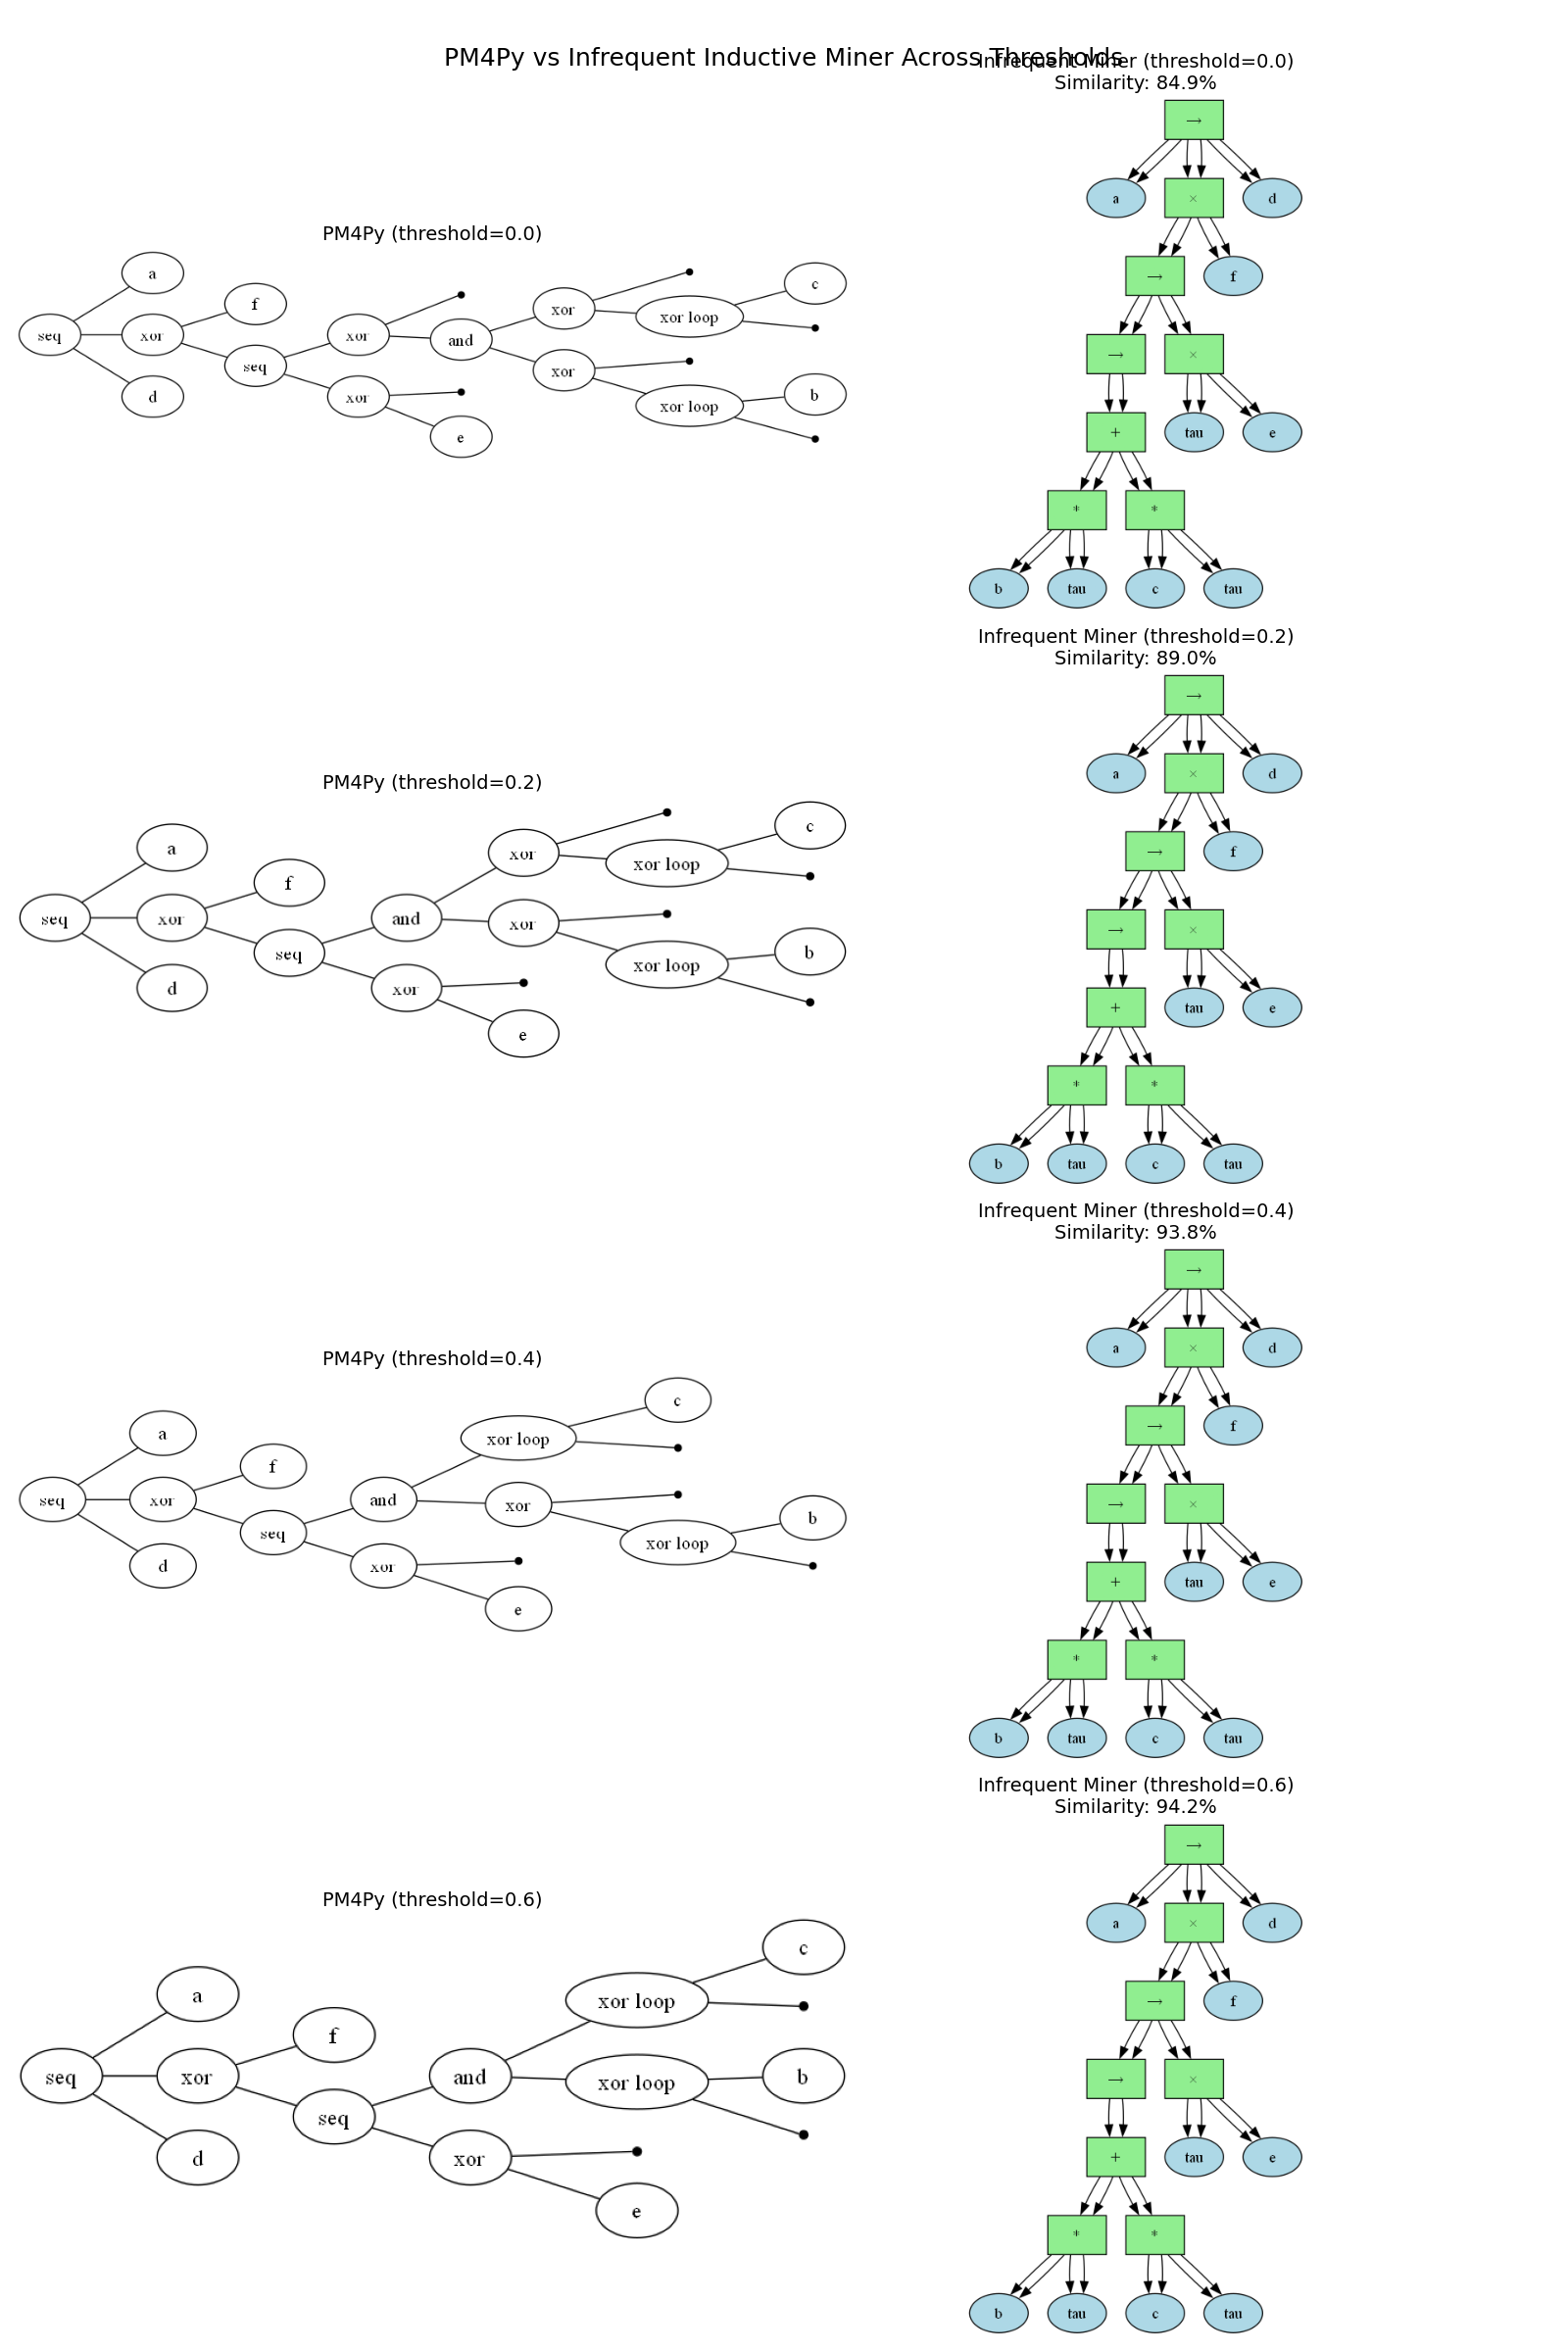 PM4Py vs Infrequent Inductive Miner Across Thresholds
Infrequent Miner (threshold=0.0)
Similarity: 84.9%
→
a
×
d
→
f
→
×
+
tau
e
*
*
b
tau
c
tau
PM4Py (threshold=0.0)
seq
a
xor
d
f
seq
xor
xor
and
e
xor
xor
xor loop
xor loop
c
b
Infrequent Miner (threshold=0.2)
Similarity: 89.0%
→
a
×
d
→
f
→
×
+
tau
e
*
*
b
tau
c
tau
PM4Py (threshold=0.2)
seq
a
xor
d
f
seq
and
xor
xor
xor
e
xor loop
xor loop
c
b
Infrequent Miner (threshold=0.4)
Similarity: 93.8%
→
a
×
d
→
f
→
×
+
tau
e
*
*
b
tau
c
tau
PM4Py (threshold=0.4)
seq
a
xor
d
f
seq
and
xor
xor loop
xor
e
c
xor loop
b
Infrequent Miner (threshold=0.6)
Similarity: 94.2%
→
a
×
d
→
f
→
×
+
tau
e
*
*
b
tau
c
tau
PM4Py (threshold=0.6)
seq
a
xor
d
f
seq
and
xor
xor loop
xor loop
e
c
b